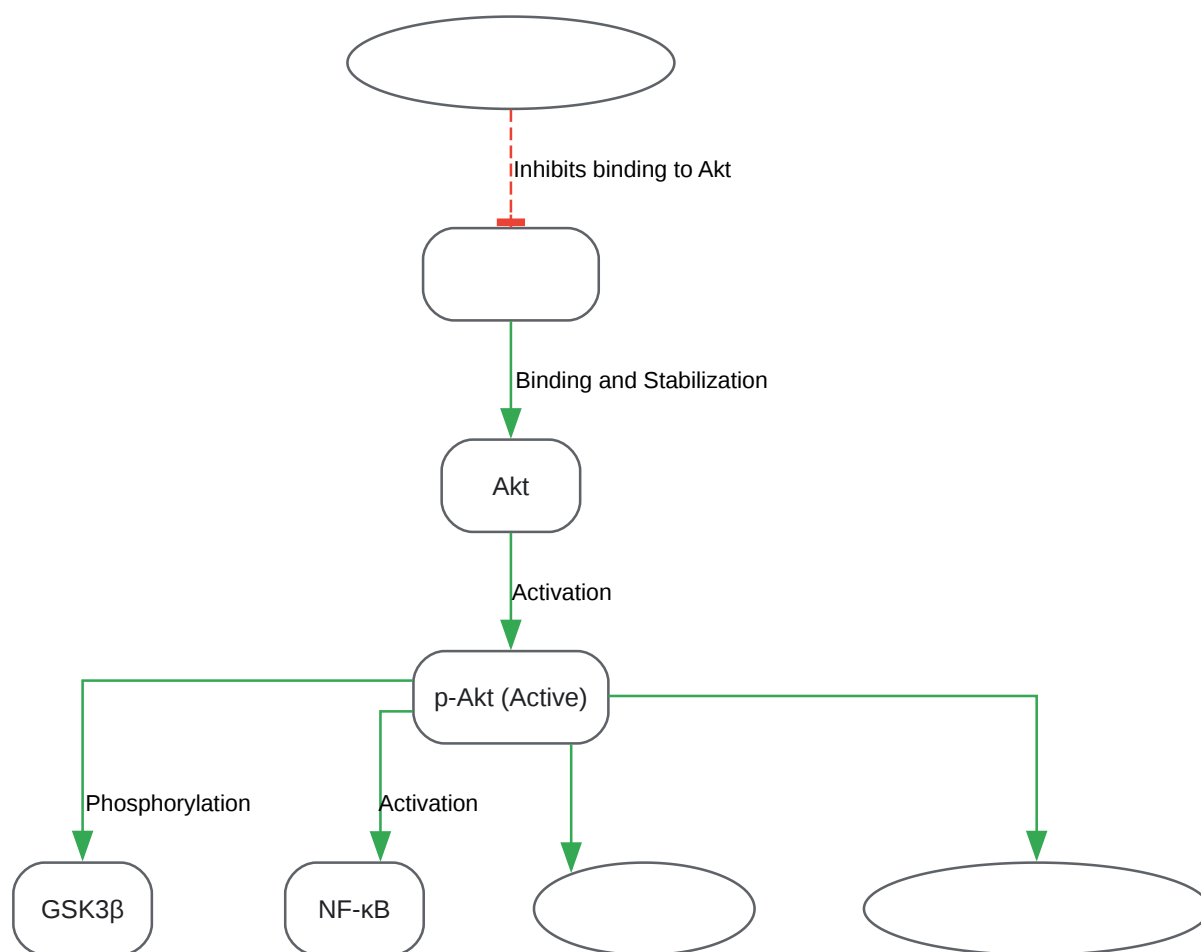 Inhibits binding to Akt
Binding and Stabilization
Akt
Activation
p-Akt (Active)
Phosphorylation
Activation
GSK3β
NF-κB